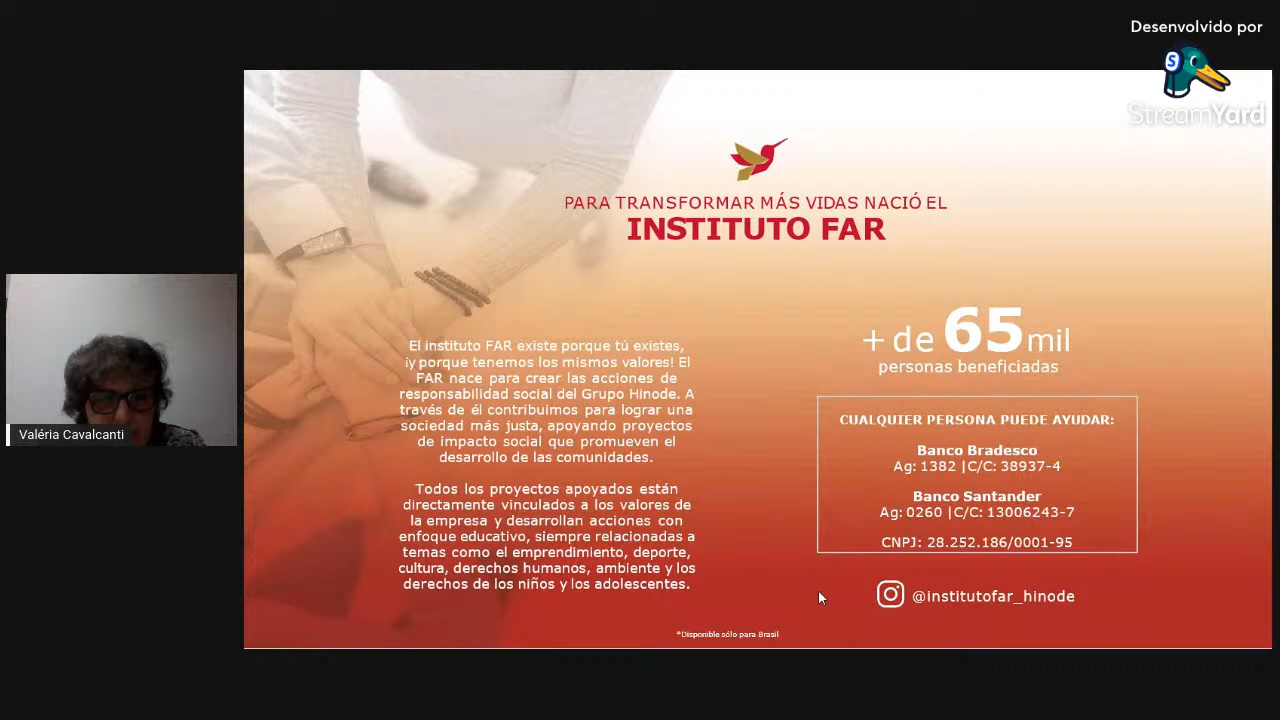 Desenvolvido por
StreamYard
PARA TRANSFORMAR MÁS VIDAS NACIÓ EL
INSTITUTO FAR
El instituto FAR existe porque tú existes,
¡y porque tenemos los mismos valores! El
FAR nace para crear las acciones de
responsabilidad social del Grupo Hinode. A
través de él contribuimos para lograr una
sociedad más justa, apoyando proyectos
de impacto social que promueven el
desarrollo de las comunidades.
Todos los proyectos apoyados están
directamente vinculados a los valores de
la empresa y desarrollan acciones con
enfoque educativo, siempre relacionadas a
temas como el emprendimiento, deporte,
cultura, derechos humanos, ambiente y los
derechos de los niños y los adolescentes.
+ de 65 mil
personas beneficiadas
CUALQUIER PERSONA PUEDE AYUDAR:
Banco Bradesco
Ag: 1382 |C/C: 38937-4
Banco Santander
Ag: 0260 |C/C: 13006243-7
CNPJ: 28.252.186/0001-95
@institutofar_hinode
*Disponible sólo para Brasil
Valéria Cavalcanti